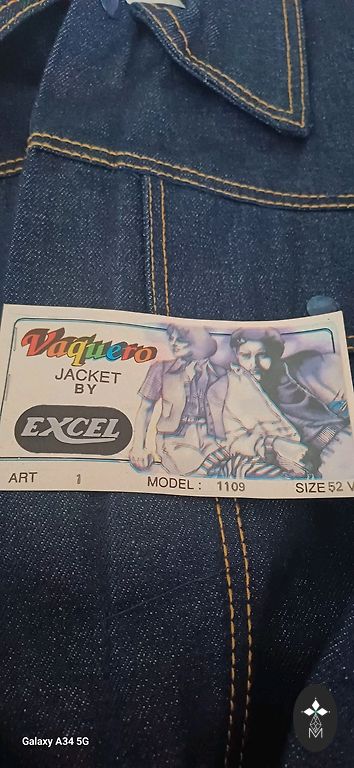 Vaquero
JACKET
BY
EXCEL
ART 1 MODEL: 1109 SIZE 52 V
Galaxy A34 5G
M